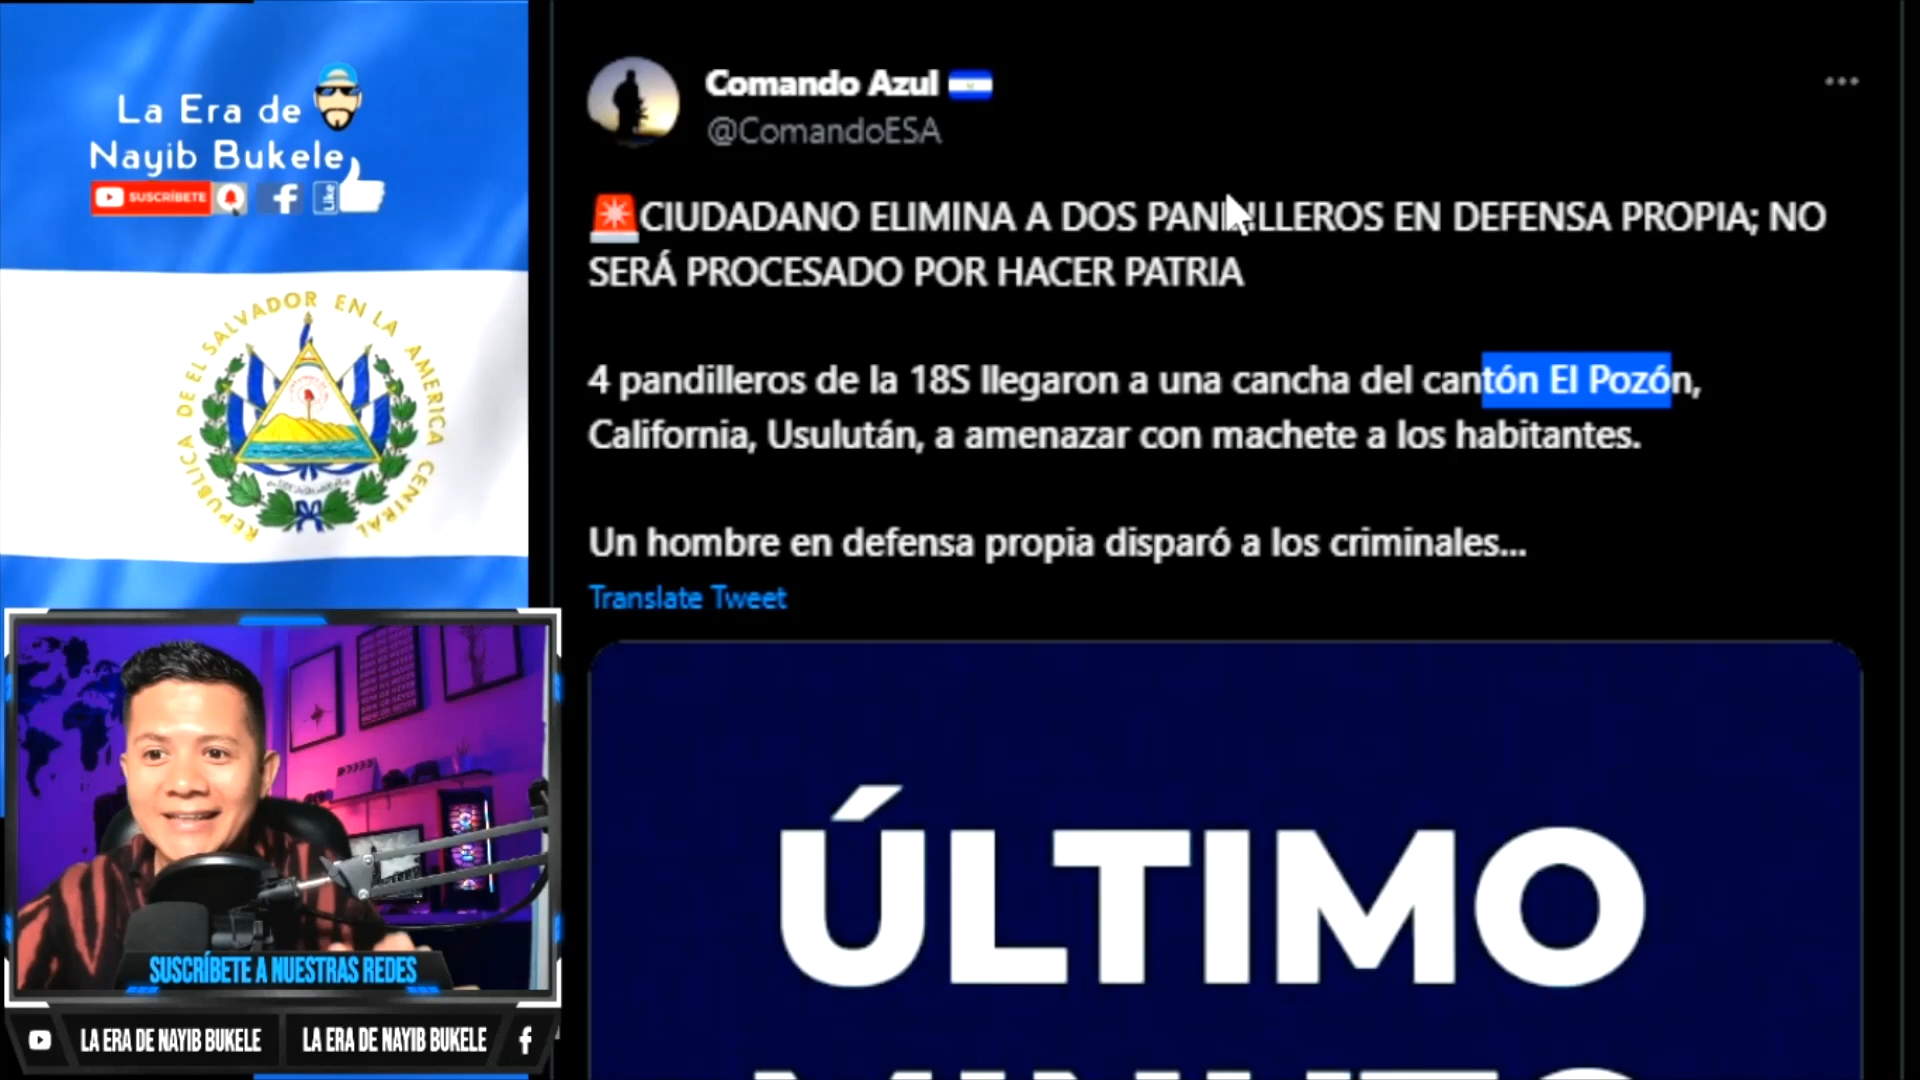 La Era de
Nayib Bukele
SUSCRÍBETE
Like
REPUBLICA DE EL SALVADOR EN LA AMERICA CENTRAL
Comando Azul
@ComandoESA
CIUDADANO ELIMINA A DOS PANDILLEROS EN DEFENSA PROPIA; NO
SERÁ PROCESADO POR HACER PATRIA
4 pandilleros de la 18S llegaron a una cancha del cantón El Pozón,
California, Usulután, a amenazar con machete a los habitantes.
Un hombre en defensa propia disparó a los criminales...
Translate Tweet
ÚLTIMO
SUSCRÍBETE A NUESTRAS REDES
LA ERA DE NAYIB BUKELE
LA ERA DE NAYIB BUKELE